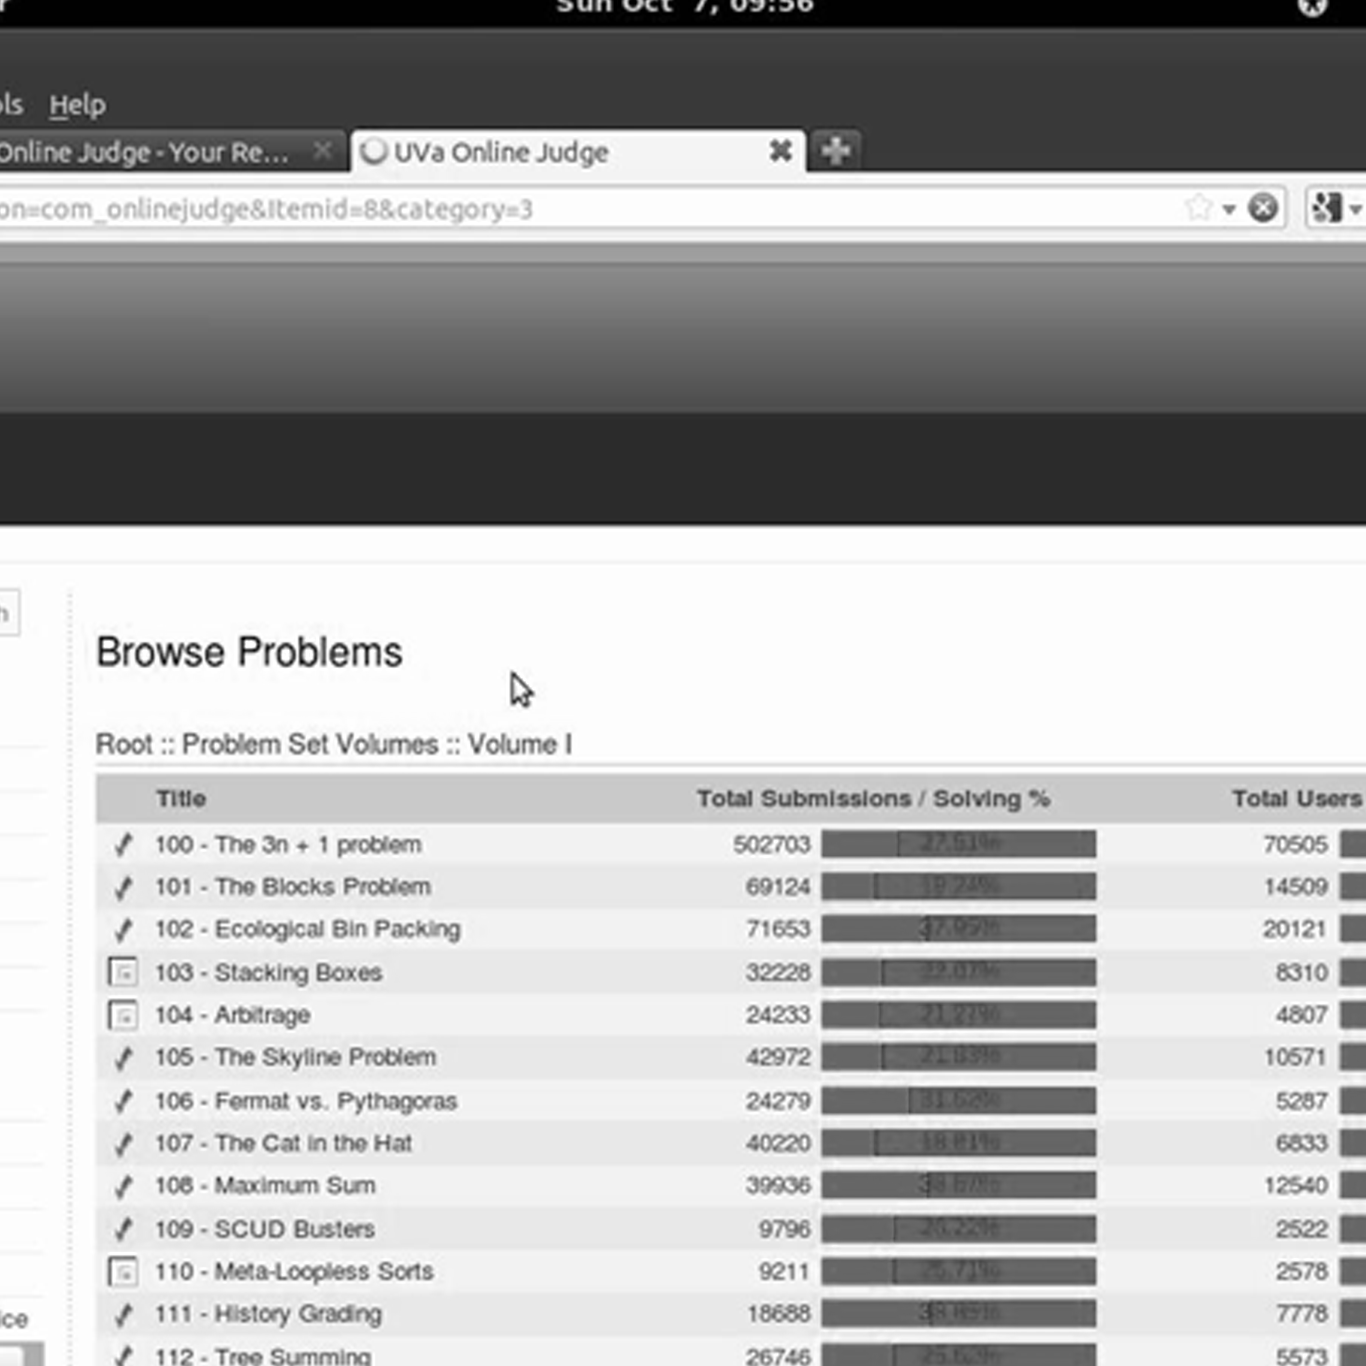 Sun Oct 7, 09:56
ols Help
Online Judge - Your Re... UVa Online Judge
on=com_onlinejudge&Itemid=8&category=3
h
Browse Problems
Root :: Problem Set Volumes :: Volume I
Title Total Submissions / Solving % Total Users
100 - The 3n + 1 problem 502703 27.51% 70505
101 - The Blocks Problem 69124 19.24% 14509
102 - Ecological Bin Packing 71653 37.95% 20121
103 - Stacking Boxes 32228 22.07% 8310
104 - Arbitrage 24233 21.27% 4807
105 - The Skyline Problem 42972 21.83% 10571
106 - Fermat vs. Pythagoras 24279 31.62% 5287
107 - The Cat in the Hat 40220 18.81% 6833
108 - Maximum Sum 39936 12540
109 - SCUD Busters 9796 26.22% 2522
110 - Meta-Loopless Sorts 9211 25.71% 2578
111 - History Grading 18688 7778
ice
112 - Tree Summing 26746 25.62% 5573